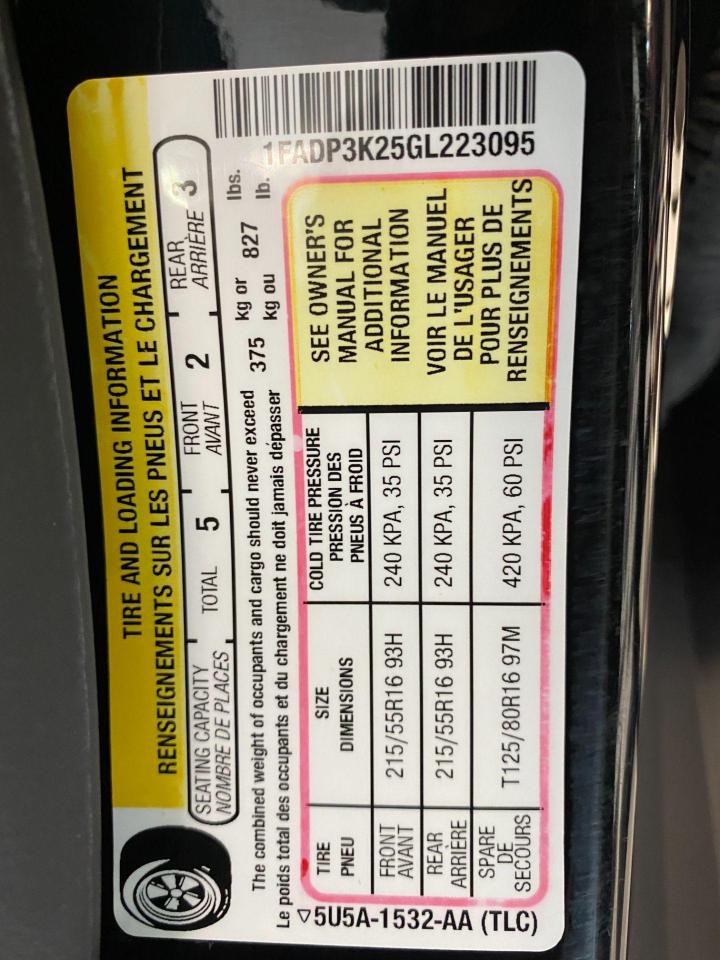 TIRE AND LOADING INFORMATION
RENSEIGNEMENTS SUR LES PNEUS ET LE CHARGEMENT
SEATING CAPACITY
NOMBRE DE PLACES
TOTAL 5
FRONT
AVANT 2
REAR
ARRIÈRE 3
The combined weight of occupants and cargo should never exceed 375 kg or 827 lbs.
Le poids total des occupants et du chargement ne doit jamais dépasser kg ou lb.
1FADP3K25GL223095
TIRE
PNEU
SIZE
DIMENSIONS
COLD TIRE PRESSURE
PRESSION DES
PNEUS À FROID
FRONT
AVANT
215/55R16 93H
240 KPA, 35 PSI
REAR
ARRIÈRE
215/55R16 93H
240 KPA, 35 PSI
SPARE
DE
SECOURS
T125/80R16 97M
420 KPA, 60 PSI
SEE OWNER'S
MANUAL FOR
ADDITIONAL
INFORMATION
VOIR LE MANUEL
DE L'USAGER
POUR PLUS DE
RENSEIGNEMENTS
▽5U5A-1532-AA (TLC)